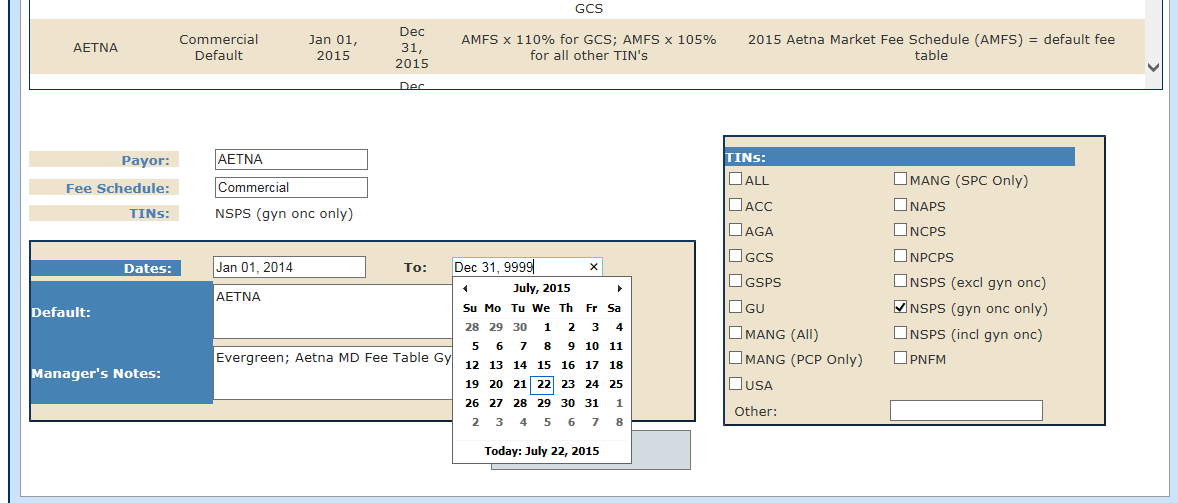 GCS
AETNA Commercial Default Jan 01, 2015 Dec 31, 2015 AMFS x 110% for GCS; AMFS x 105% for all other TIN's 2015 Aetna Market Fee Schedule (AMFS) = default fee table
Dec
Payor: AETNA
Fee Schedule: Commercial
TINs: NSPS (gyn onc only)
Dates: Jan 01, 2014 To: Dec 31, 9999 ×
Default: AETNA
Manager's Notes: Evergreen; Aetna MD Fee Table Gy
July, 2015
Su Mo Tu We Th Fr Sa
28 29 30 1 2 3 4
5 6 7 8 9 10 11
12 13 14 15 16 17 18
19 20 21 22 23 24 25
26 27 28 29 30 31 1
2 3 4 5 6 7 8
Today: July 22, 2015
TINs:
ALL MANG (SPC Only)
ACC NAPS
AGA NCPS
GCS NPCPS
GSPS NSPS (excl gyn onc)
GU NSPS (gyn onc only)
MANG (All) NSPS (incl gyn onc)
MANG (PCP Only) PNFM
USA
Other: